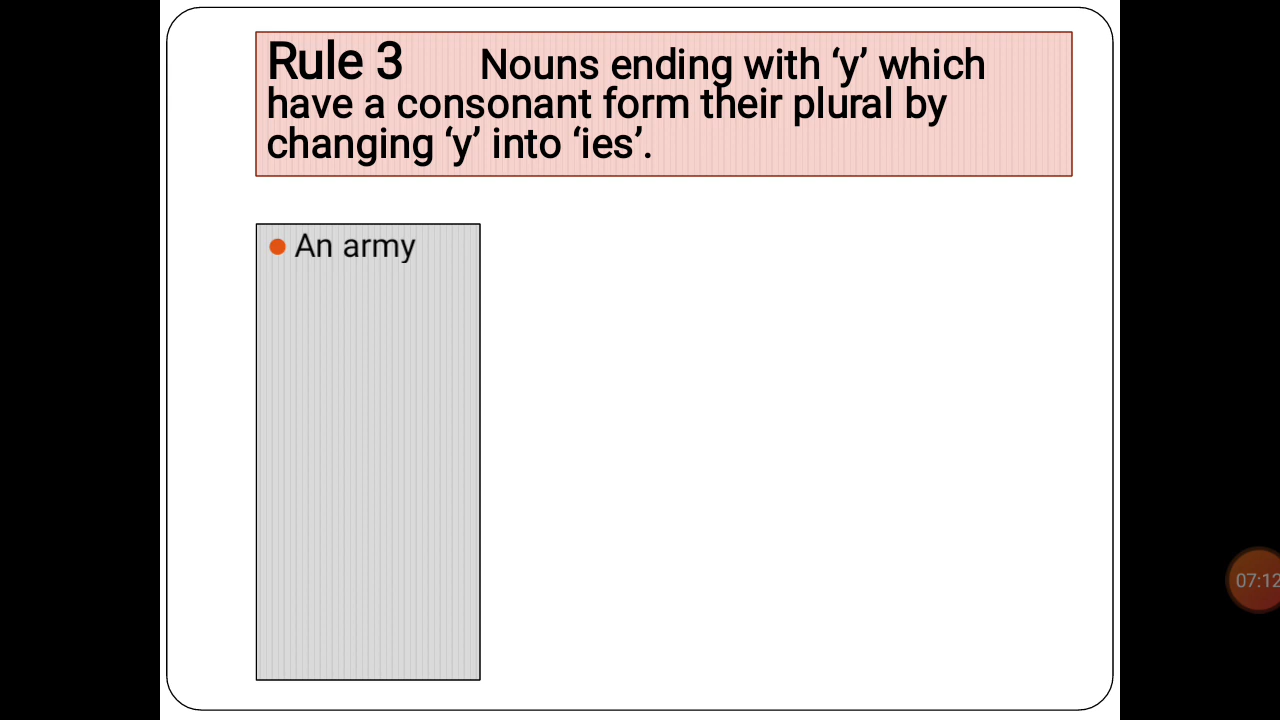 Rule 3 Nouns ending with ‘y’ which
have a consonant form their plural by
changing ‘y’ into ‘ies’.
An army
07:12